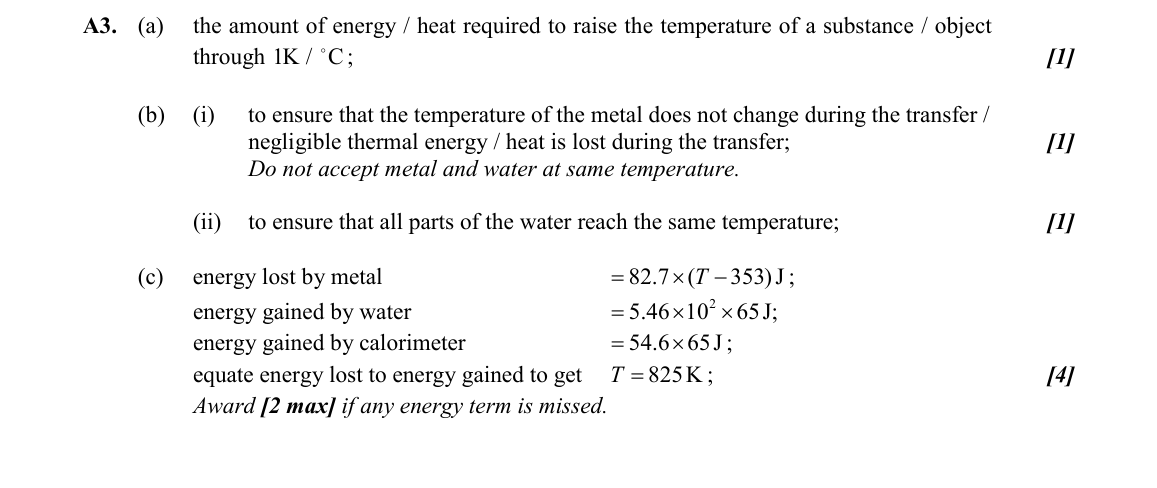 A3. (a) the amount of energy / heat required to raise the temperature of a substance / object
through 1K / °C; [1]
(b) (i) to ensure that the temperature of the metal does not change during the transfer /
negligible thermal energy / heat is lost during the transfer; [1]
Do not accept metal and water at same temperature.
(ii) to ensure that all parts of the water reach the same temperature; [1]
(c) energy lost by metal = 82.7×(T − 353) J;
energy gained by water = 5.46×10² × 65 J;
energy gained by calorimeter = 54.6×65 J;
equate energy lost to energy gained to get T = 825 K; [4]
Award [2 max] if any energy term is missed.